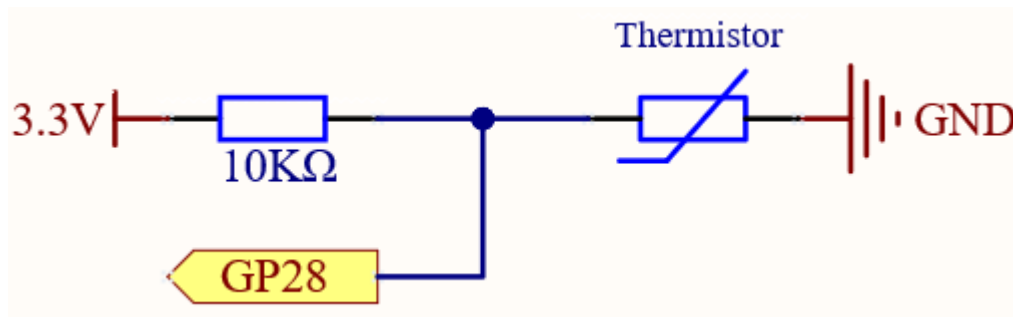 Thermistor
3.3V
GND
10KΩ
GP28